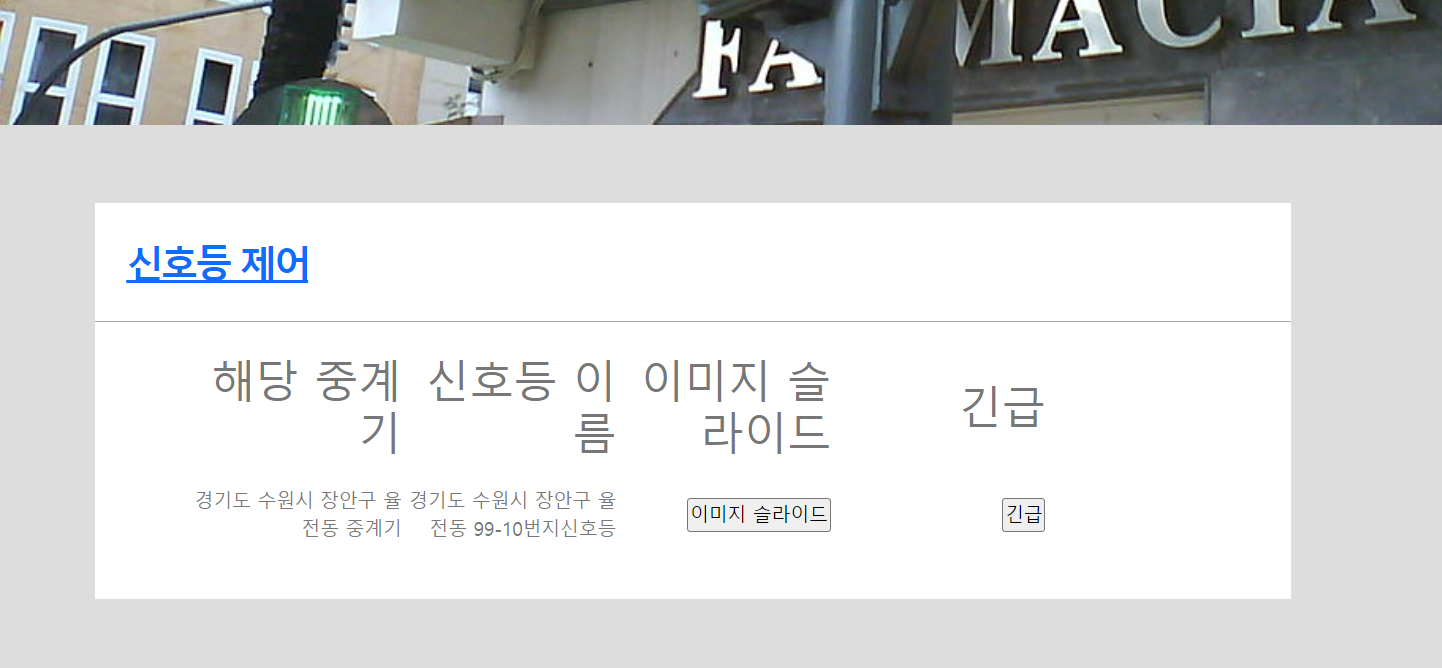 FA MACIA
신호등 제어
해당 중계
기
신호등 이
름
이미지 슬
라이드
긴급
경기도 수원시 장안구 율
전동 중계기
경기도 수원시 장안구 율
전동 99-10번지신호등
이미지 슬라이드
긴급